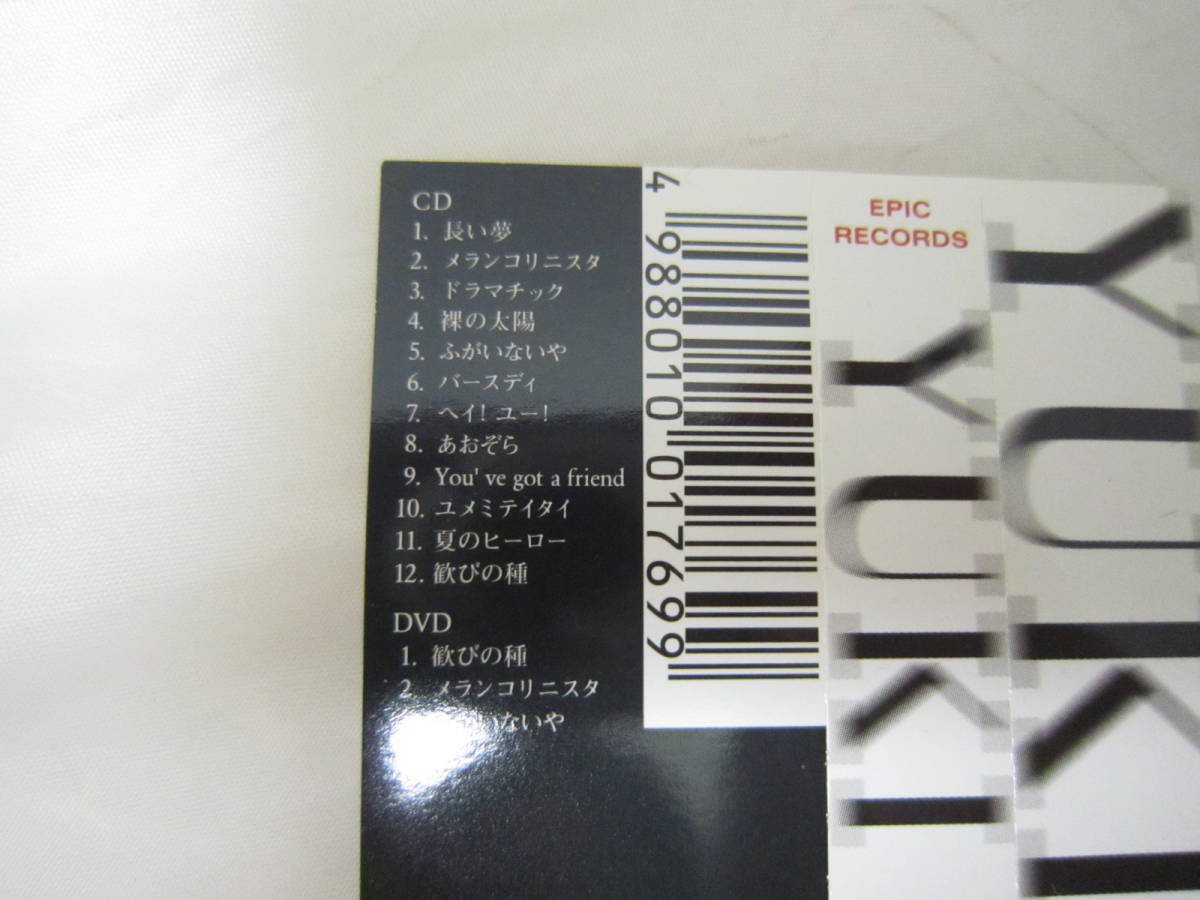 CD
1. 長い夢
2. メランコリニスタ
3. ドラマチック
4. 裸の太陽
5. ふがいないや
6. バースディ
7. ヘイ! ユー!
8. あおぞら
9. You've got a friend
10. ユメミテイタイ
11. 夏のヒーロー
12. 歓びの種
DVD
1. 歓びの種
2. メランコリニスタ
がいないや
4 988010 017699
EPIC
RECORDS
YUKI
YUKI